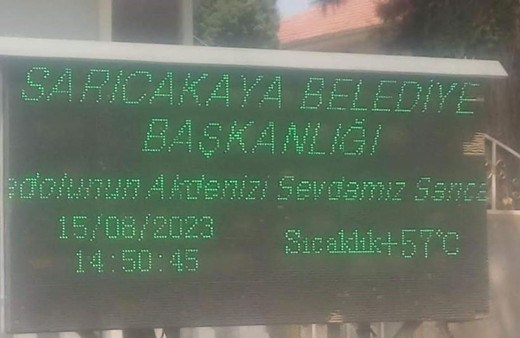 SARICAKAYA BELEDİYE
BAŞKANLIĞI
adolunun Akdenizi Sevdamız Sarıca
15/08/2023
14:50:45
Sıcaklık+57°C